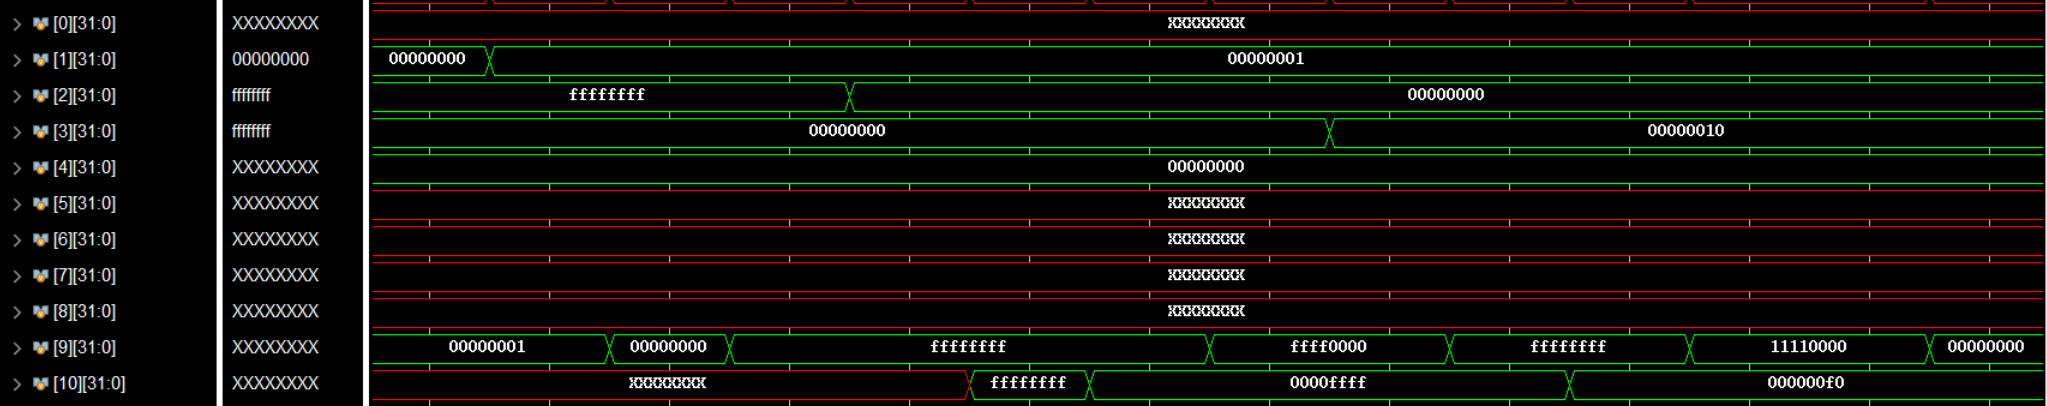 [0][31:0] XXXXXXXX XXXXXXXX
[1][31:0] 00000000 00000000 00000001
[2][31:0] ffffffff ffffffff 00000000
[3][31:0] ffffffff 00000000 00000010
[4][31:0] XXXXXXXX 00000000
[5][31:0] XXXXXXXX XXXXXXXX
[6][31:0] XXXXXXXX XXXXXXXX
[7][31:0] XXXXXXXX XXXXXXXX
[8][31:0] XXXXXXXX XXXXXXXX
[9][31:0] XXXXXXXX 00000001 00000000 ffffffff ffff0000 ffffffff 11110000 00000000
[10][31:0] XXXXXXXX XXXXXXXX ffffffff 0000ffff 000000f0